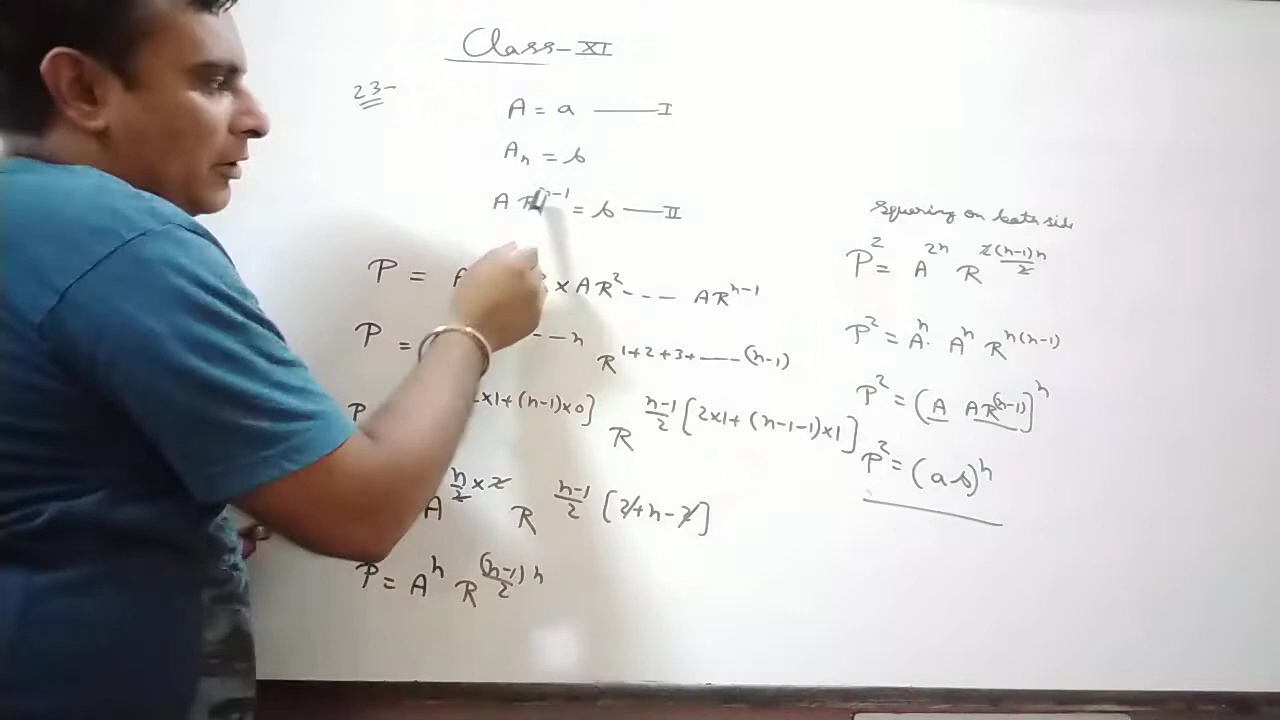 Class-XI
23-
A = a —— I
Aₙ = b
A Rⁿ⁻¹ = b —— II
P = A × AR² - - - ARⁿ⁻¹
P = - - n R^1+2+3+——(n-1)
P ×1+(n-1)×0] R^(n-1)/2 [2×1+(n-1-1)×1]
A^n/2×2 R^(n-1)/2 [2+n-2]
P = Aⁿ R^(n-1)/2 n
Squaring on both side
P² = A²ⁿ R^2(n-1)n/2
P² = Aⁿ. Aⁿ R^n(n-1)
P² = (A AR^(n-1))ⁿ
P² = (ab)ⁿ